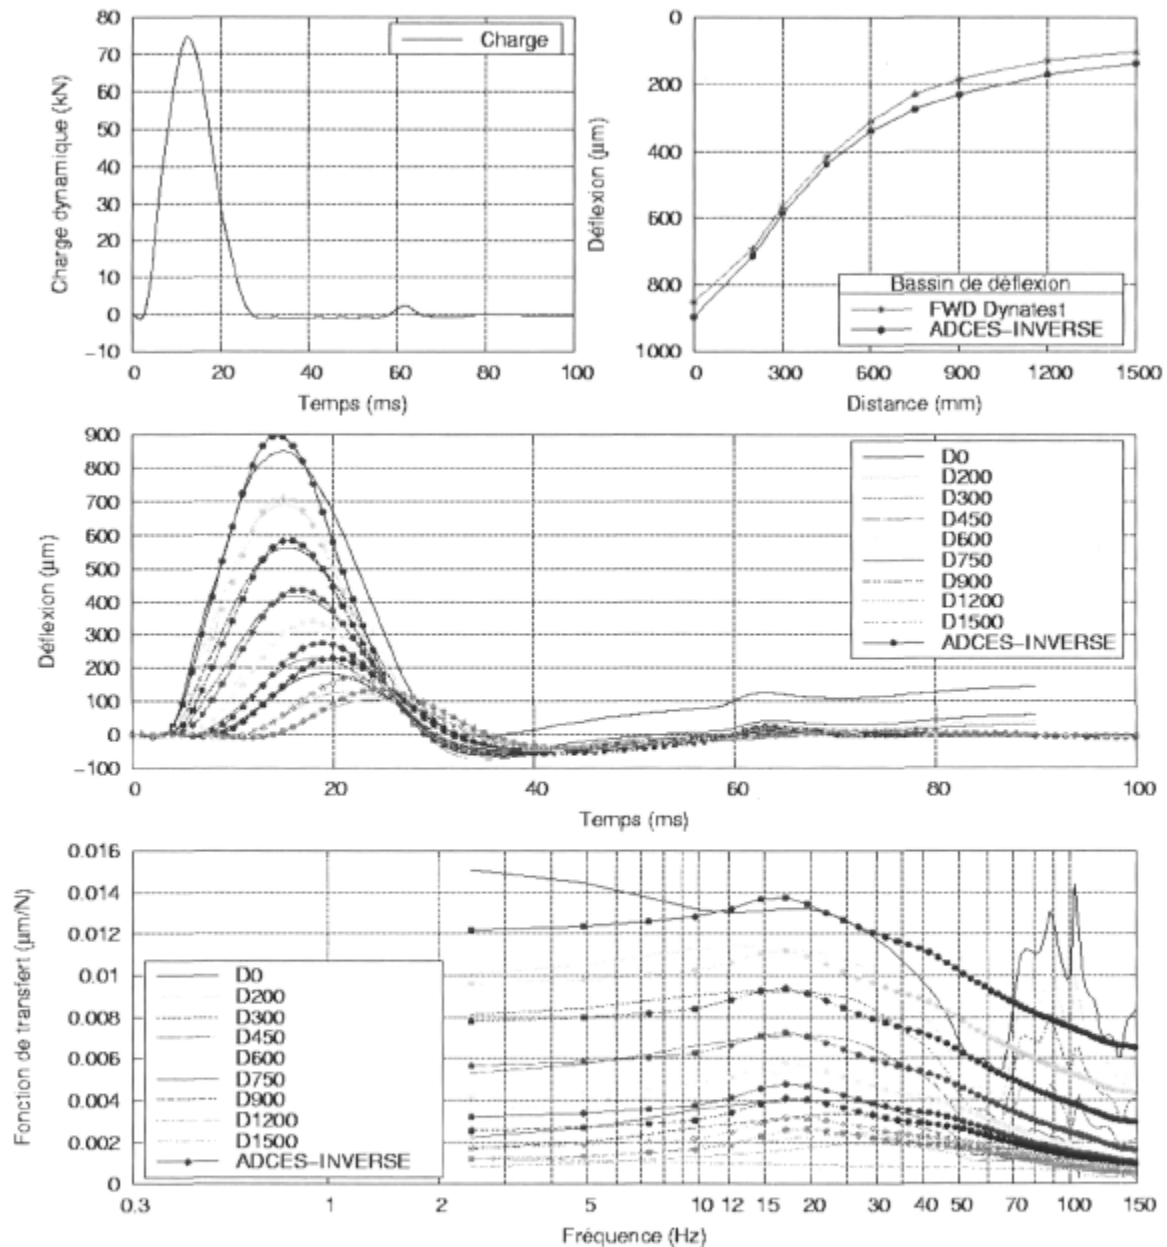 80
70
60
50
40
30
20
10
0
−10
Charge dynamique (kN)
Charge
0 20 40 60 80 100
Temps (ms)
0
200
400
600
800
1000
Déflexion (µm)
Bassin de déflexion
FWD Dynatest
ADCES−INVERSE
0 300 600 900 1200 1500
Distance (mm)
900
800
700
600
500
400
300
200
100
0
−100
Déflexion (µm)
D0
D200
D300
D450
D600
D750
D900
D1200
D1500
ADCES−INVERSE
0 20 40 60 80 100
Temps (ms)
0.016
0.014
0.012
0.01
0.008
0.006
0.004
0.002
0
Fonction de transfert (µm/N)
D0
D200
D300
D450
D600
D750
D900
D1200
D1500
ADCES−INVERSE
0.3 1 2 5 10 12 15 20 30 40 50 70 100 150
Fréquence (Hz)